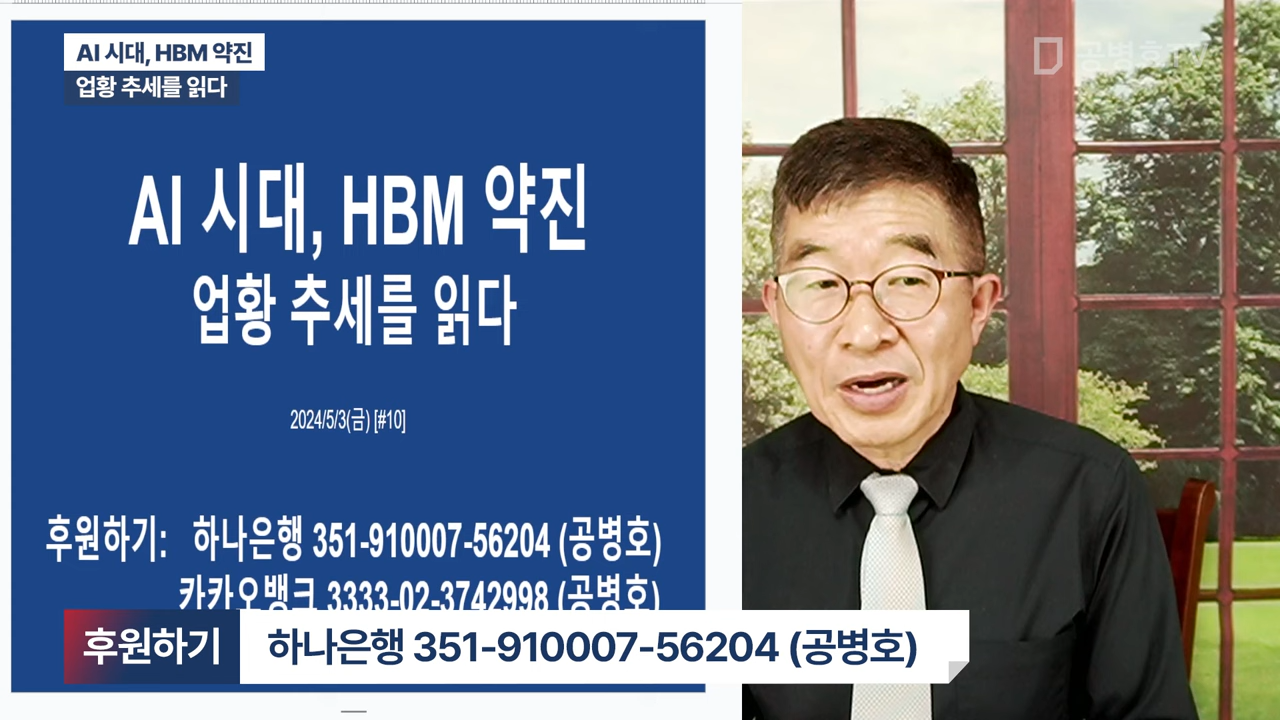 AI 시대, HBM 약진
업황 추세를 읽다
공병호TV
AI 시대, HBM 약진
업황 추세를 읽다
2024/5/3(금) [#10]
후원하기: 하나은행 351-910007-56204 (공병호)
카카오뱅크 3333-02-3742998 (공병호)
후원하기 하나은행 351-910007-56204 (공병호)